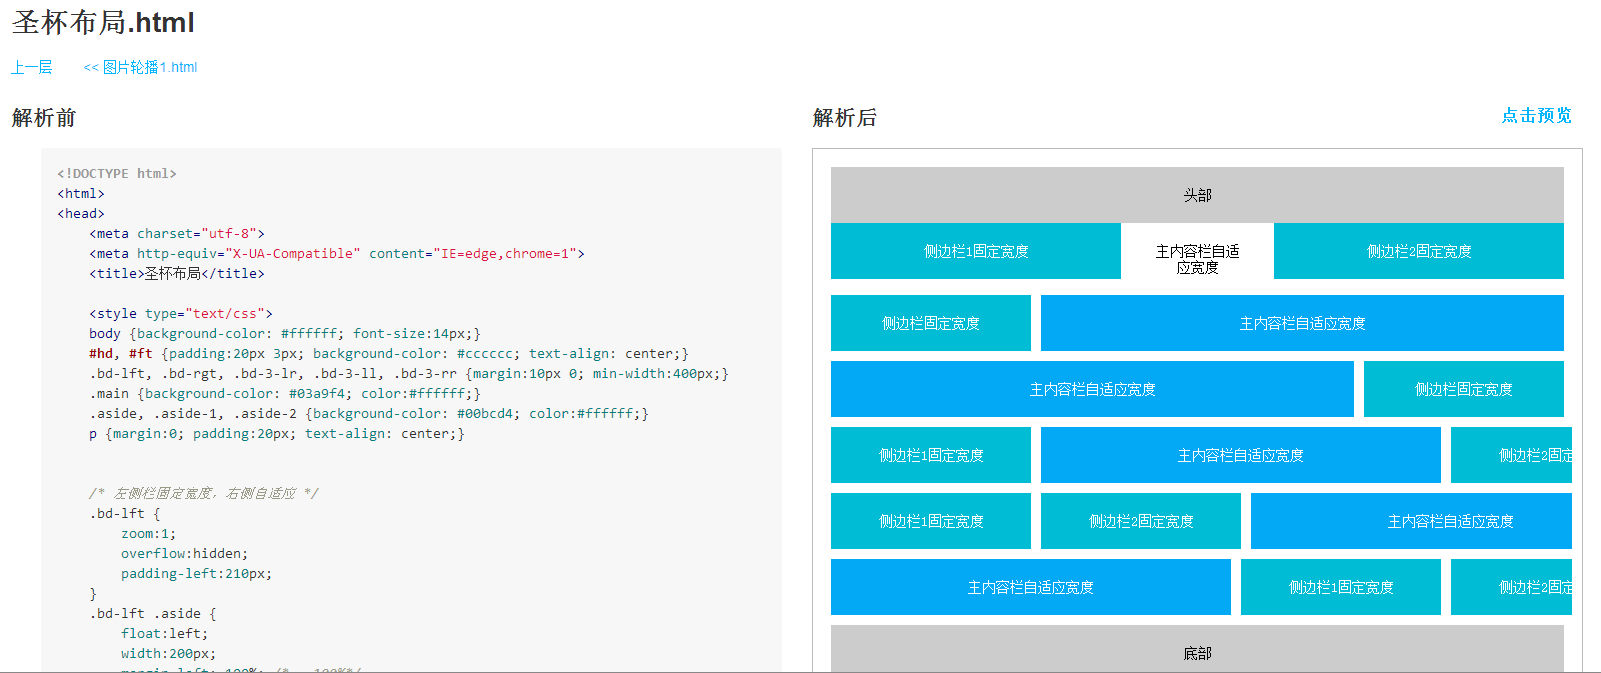 圣杯布局.html
上一层 << 图片轮播1.html
解析前
<!DOCTYPE html>
<html>
<head>
<meta charset="utf-8">
<meta http-equiv="X-UA-Compatible" content="IE=edge,chrome=1">
<title>圣杯布局</title>
<style type="text/css">
body {background-color: #ffffff; font-size:14px;}
#hd, #ft {padding:20px 3px; background-color: #cccccc; text-align: center;}
.bd-lft, .bd-rgt, .bd-3-lr, .bd-3-ll, .bd-3-rr {margin:10px 0; min-width:400px;}
.main {background-color: #03a9f4; color:#ffffff;}
.aside, .aside-1, .aside-2 {background-color: #00bcd4; color:#ffffff;}
p {margin:0; padding:20px; text-align: center;}
/* 左侧栏固定宽度，右侧自适应 */
.bd-lft {
zoom:1;
overflow:hidden;
padding-left:210px;
}
.bd-lft .aside {
float:left;
width:200px;
解析后
点击预览
头部
侧边栏1固定宽度
主内容栏自适
应宽度
侧边栏2固定宽度
侧边栏固定宽度
主内容栏自适应宽度
主内容栏自适应宽度
侧边栏固定宽度
侧边栏1固定宽度
主内容栏自适应宽度
侧边栏2固定
侧边栏1固定宽度
侧边栏2固定宽度
主内容栏自适应宽度
主内容栏自适应宽度
侧边栏1固定宽度
侧边栏2固定
底部